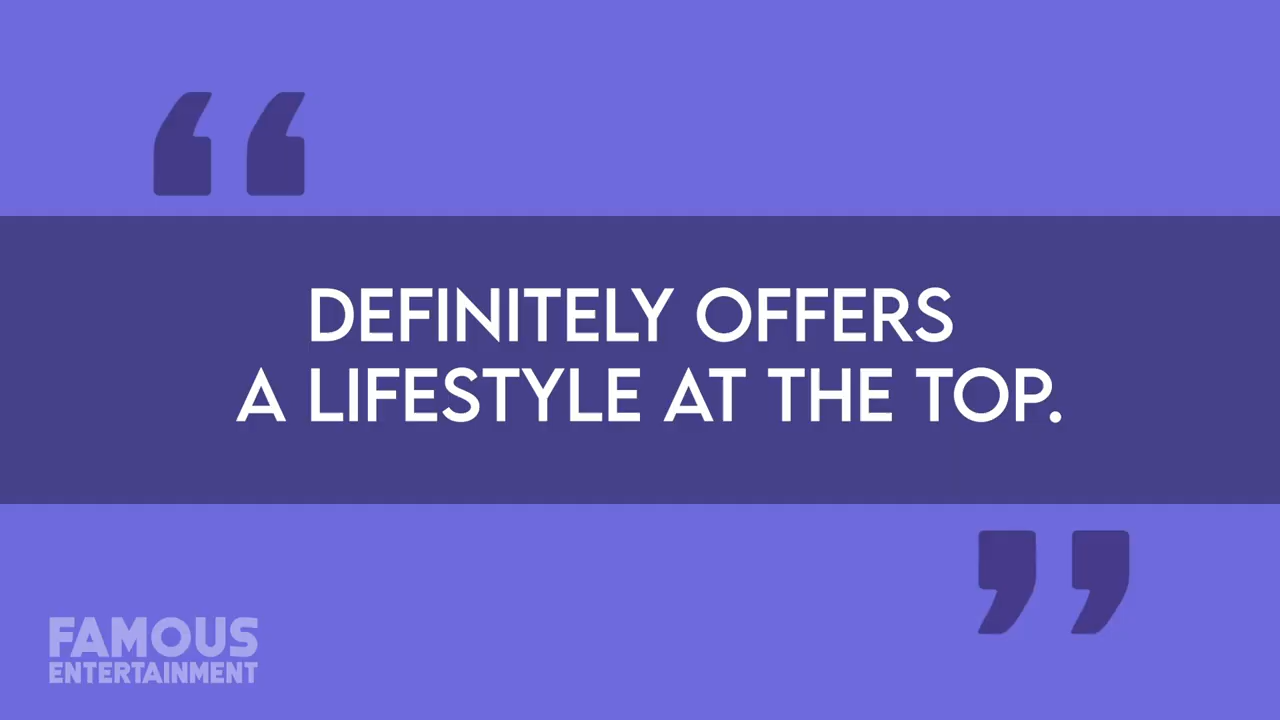 “
DEFINITELY OFFERS
A LIFESTYLE AT THE TOP.
”
FAMOUS
ENTERTAINMENT